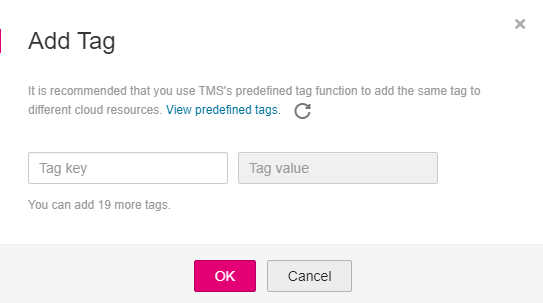 Add Tag
It is recommended that you use TMS's predefined tag function to add the same tag to
different cloud resources. View predefined tags.
Tag key Tag value
You can add 19 more tags.
OK Cancel